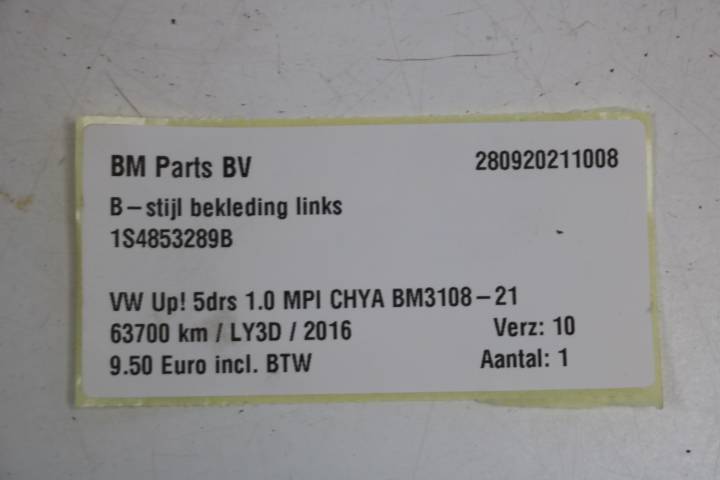 BM Parts BV 280920211008
B-stijl bekleding links
1S4853289B
VW Up! 5drs 1.0 MPI CHYA BM3108-21
63700 km / LY3D / 2016 Verz: 10
9.50 Euro incl. BTW Aantal: 1